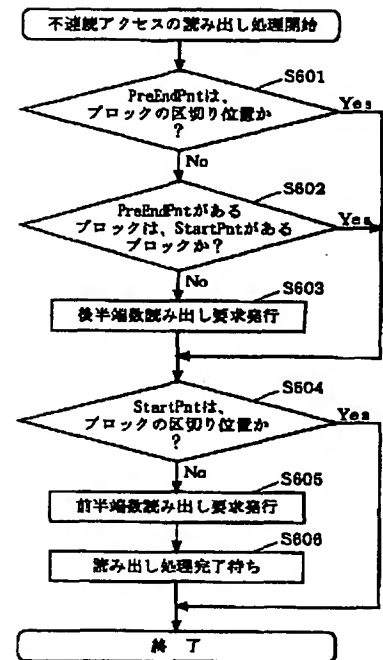 不連続アクセスの読み出し処理開始
S601
PreEndPntは、
ブロックの区切り位置か
?
Yes
No
S602
PreEndPntがある
ブロックは、StartPntがある
ブロックか?
Yes
No
S603
後半端数読み出し要求発行
S604
StartPntは、
ブロックの区切り位置か
?
Yes
No
S605
前半端数読み出し要求発行
S606
読み出し処理完了待ち
終 了